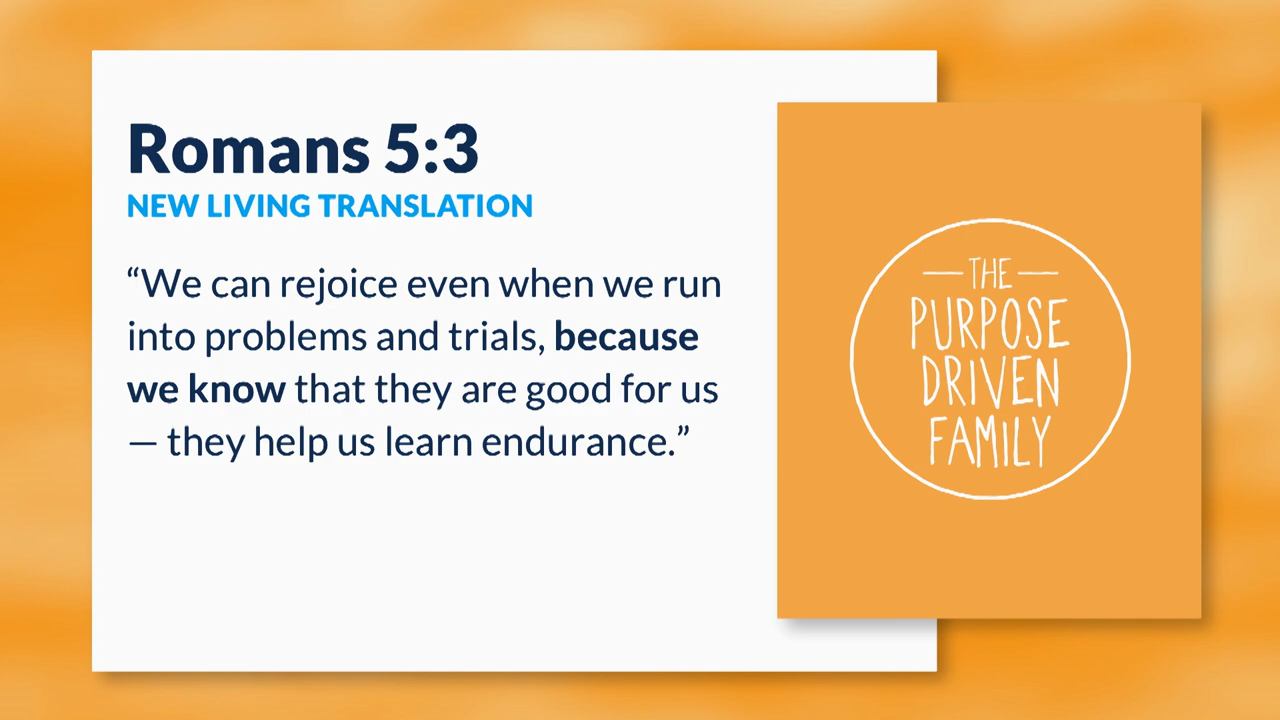 Romans 5:3
NEW LIVING TRANSLATION
“We can rejoice even when we run
into problems and trials, because
we know that they are good for us
— they help us learn endurance.”
— THE —
PURPOSE
DRIVEN
FAMILY